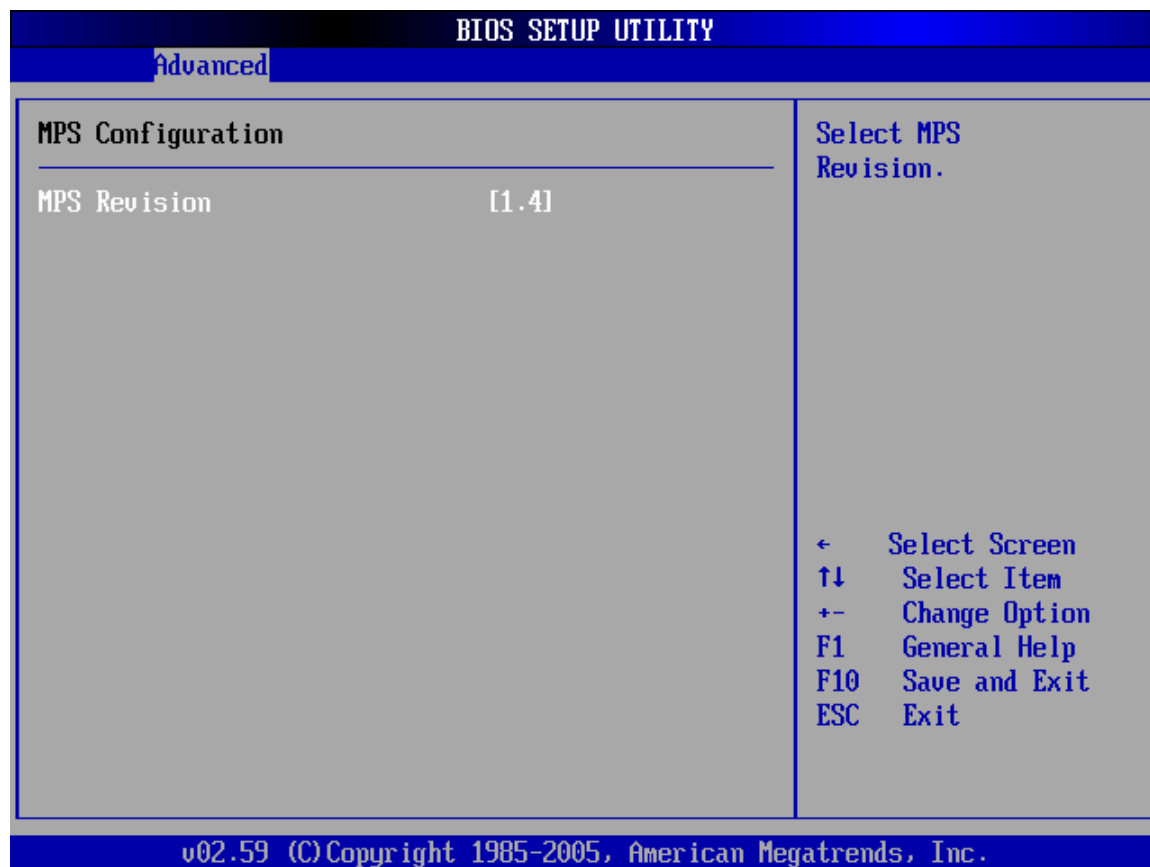 BIOS SETUP UTILITY
Advanced
MPS Configuration
MPS Revision [1.4]
Select MPS
Revision.
← Select Screen
↑↓ Select Item
+- Change Option
F1 General Help
F10 Save and Exit
ESC Exit
v02.59 (C)Copyright 1985-2005, American Megatrends, Inc.